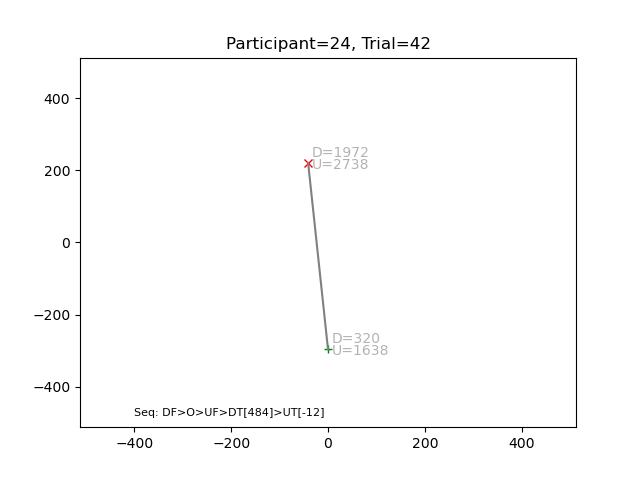 Participant=24, Trial=42
400
200
0
−200
−400
D=1972
U=2738
D=320
U=1638
Seq: DF>O>UF>DT[484]>UT[-12]
−400
−200
0
200
400